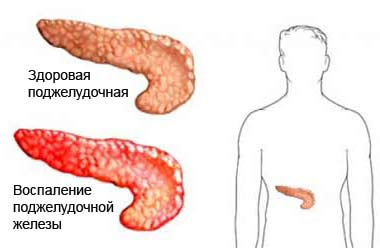 Здоровая
поджелудочная
Воспаление
поджелудочной
железы